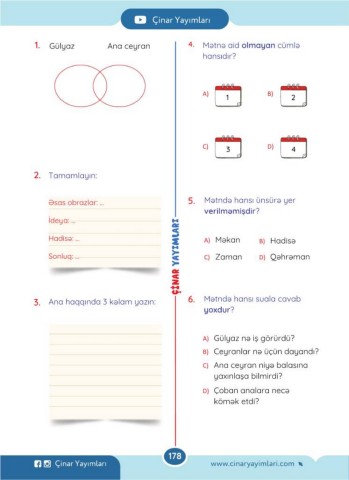 Çinar Yayımları
1. Gülyaz Ana ceyran
2. Tamamlayın:
Əsas obrazlar: ...
İdeya: ...
Hadisə: ...
Sonluq: ...
3. Ana haqqında 3 kəlam yazın:
ÇİNAR YAYIMLARI
4. Mətnə aid olmayan cümlə
hansıdır?
A) 1 B) 2
C) 3 D) 4
5. Mətndə hansı ünsürə yer
verilməmişdir?
A) Məkan B) Hadisə
C) Zaman D) Qəhrəman
6. Mətndə hansı suala cavab
yoxdur?
A) Gülyaz nə iş görürdü?
B) Ceyranlar nə üçün dayandı?
C) Ana ceyran niyə balasına
yaxınlaşa bilmirdi?
D) Çoban analara necə
kömək etdi?
Çinar Yayımları
178
www.cinaryayimlari.com